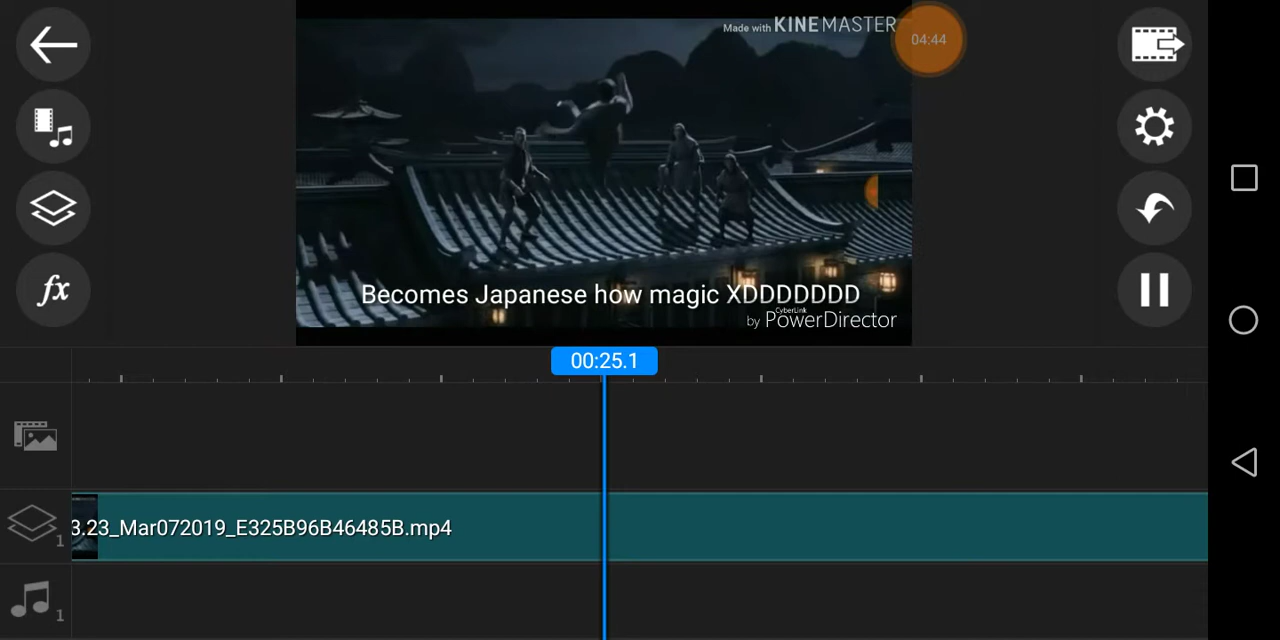 Made with KINEMASTER
04:44
fx
Becomes Japanese how magic XDDDDDDD
CyberLink
by PowerDirector
00:25.1
3.23_Mar072019_E325B96B46485B.mp4
1
1